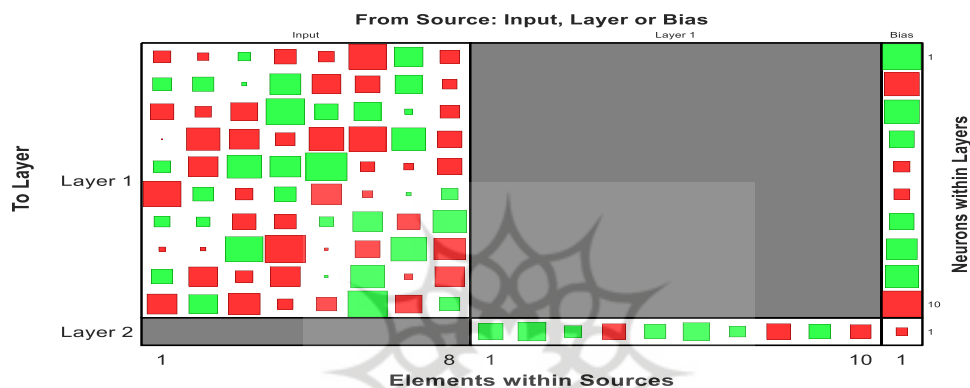 From Source: Input, Layer or Bias
Input Layer 1 Bias
To Layer
Layer 1
Layer 2
1
10
1
Neurons within Layers
1 8 1 10 1
Elements within Sources